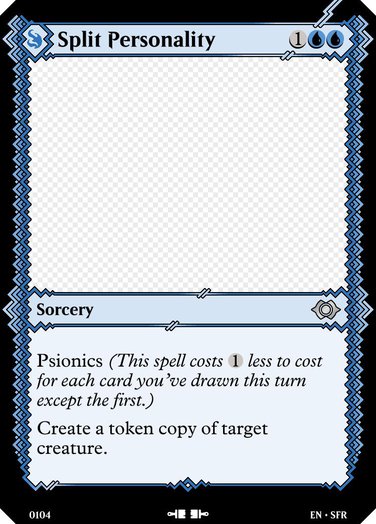 Split Personality 1
Sorcery
Psionics (This spell costs 1 less to cost
for each card you've drawn this turn
except the first.)
Create a token copy of target
creature.
0104 EN • SFR